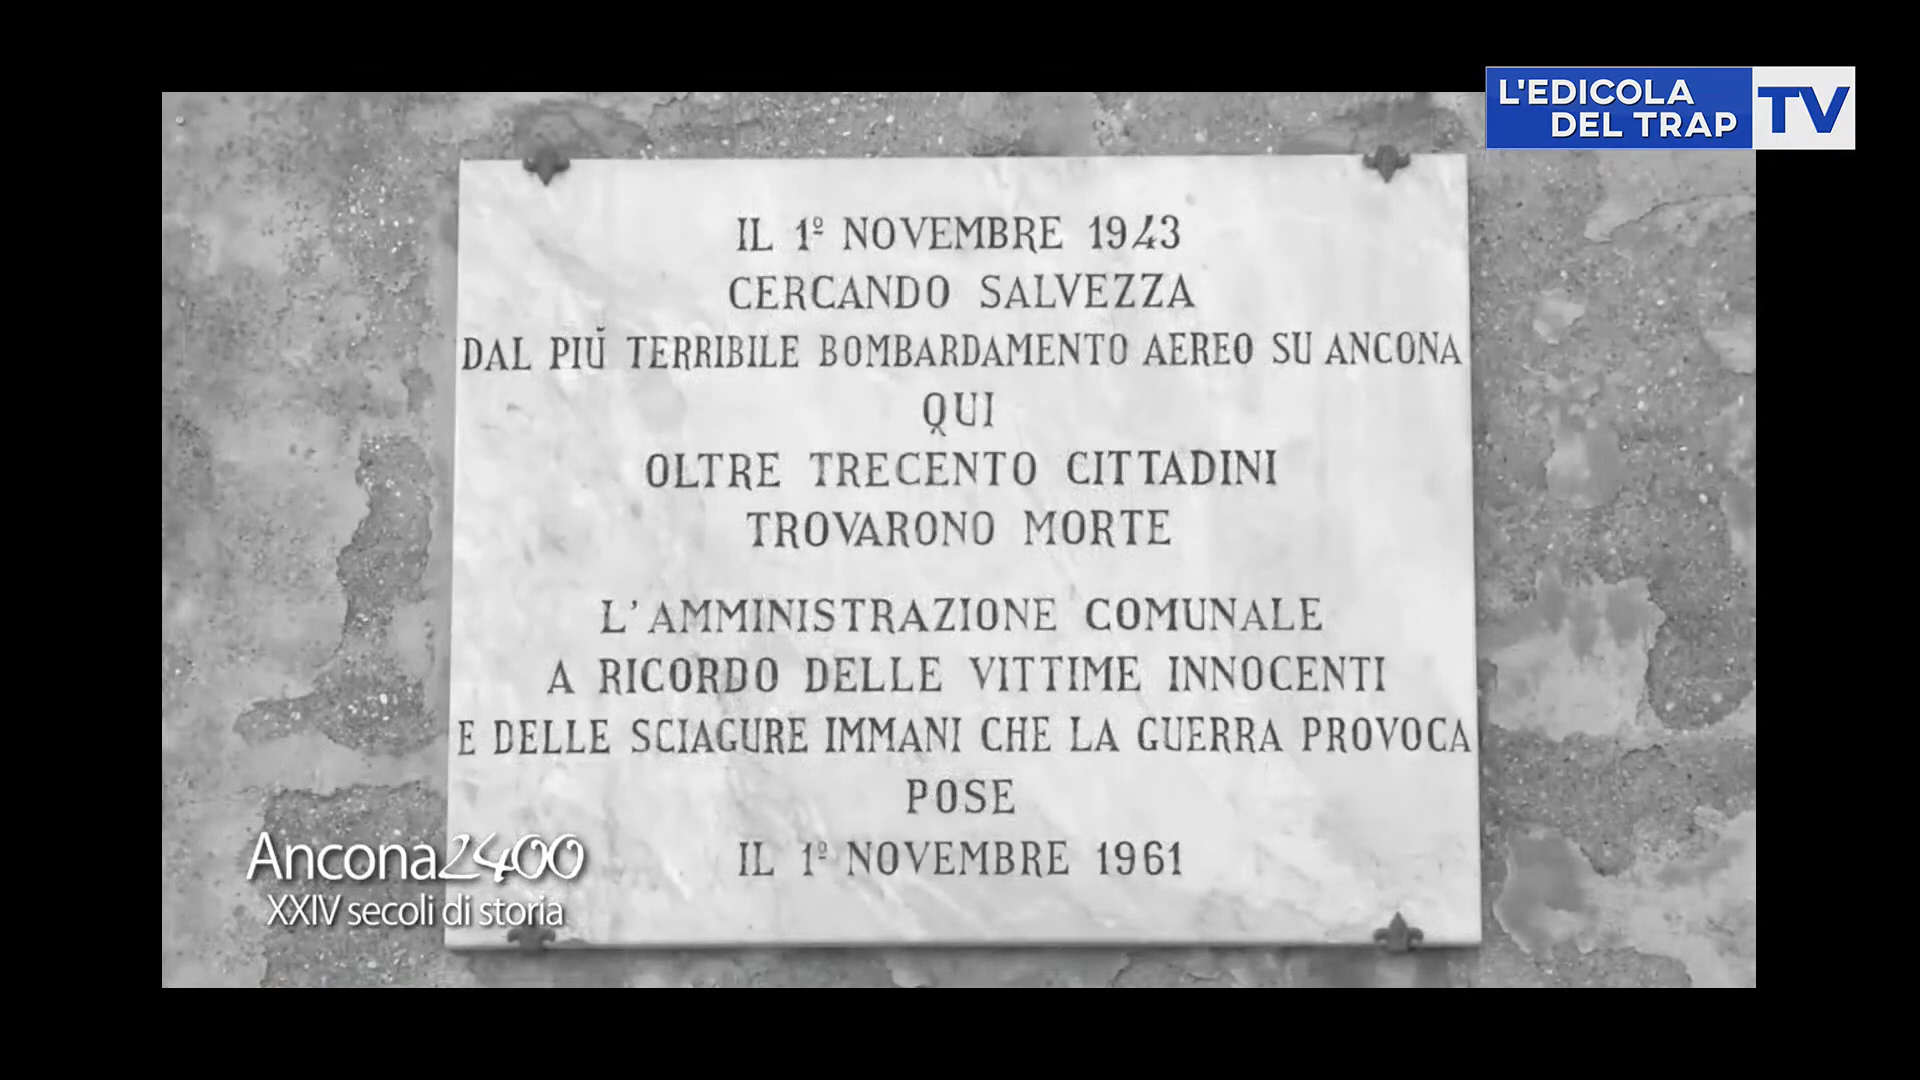 L'EDICOLA
DEL TRAP
TV
IL 1º NOVEMBRE 1943
CERCANDO SALVEZZA
DAL PIŬ TERRIBILE BOMBARDAMENTO AEREO SU ANCONA
QUI
OLTRE TRECENTO CITTADINI
TROVARONO MORTE
L'AMMINISTRAZIONE COMUNALE
A RICORDO DELLE VITTIME INNOCENTI
E DELLE SCIAGURE IMMANI CHE LA GUERRA PROVOCA
POSE
IL 1º NOVEMBRE 1961
Ancona2400
XXIV secoli di storia